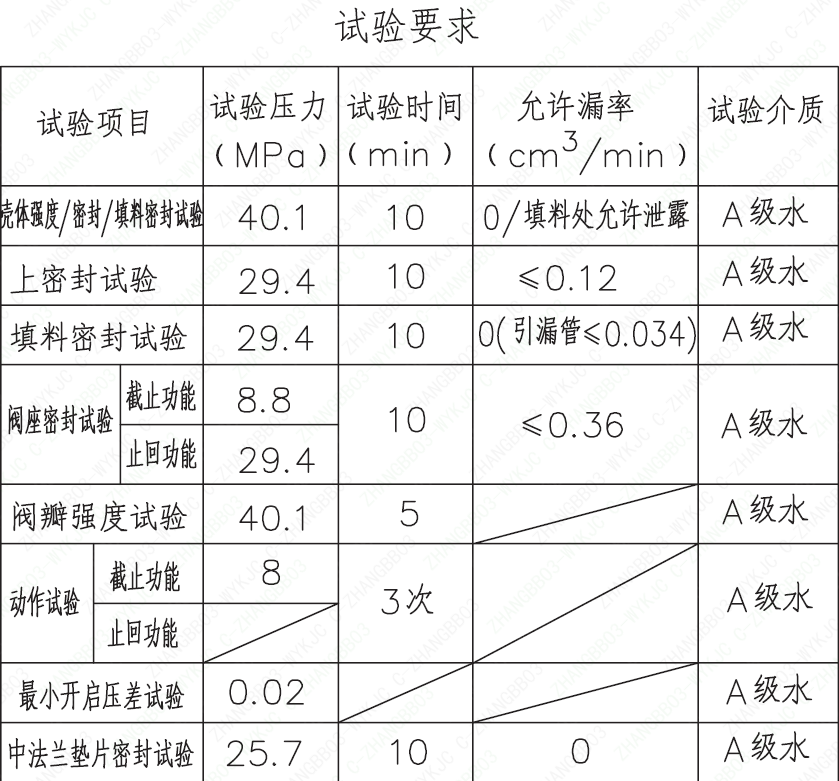 试验要求
试验项目 试验压力（MPa） 试验时间（min） 允许漏率（cm³/min） 试验介质
壳体强度/密封/填料密封试验 40.1 10 0/填料处允许泄露 A级水
上密封试验 29.4 10 ≤0.12 A级水
填料密封试验 29.4 10 0(引漏管≤0.034) A级水
阀座密封试验 截止功能 8.8 10 ≤0.36 A级水
止回功能 29.4
阀瓣强度试验 40.1 5 A级水
动作试验 截止功能 8 3次 A级水
止回功能
最小开启压差试验 0.02 A级水
中法兰垫片密封试验 25.7 10 0 A级水